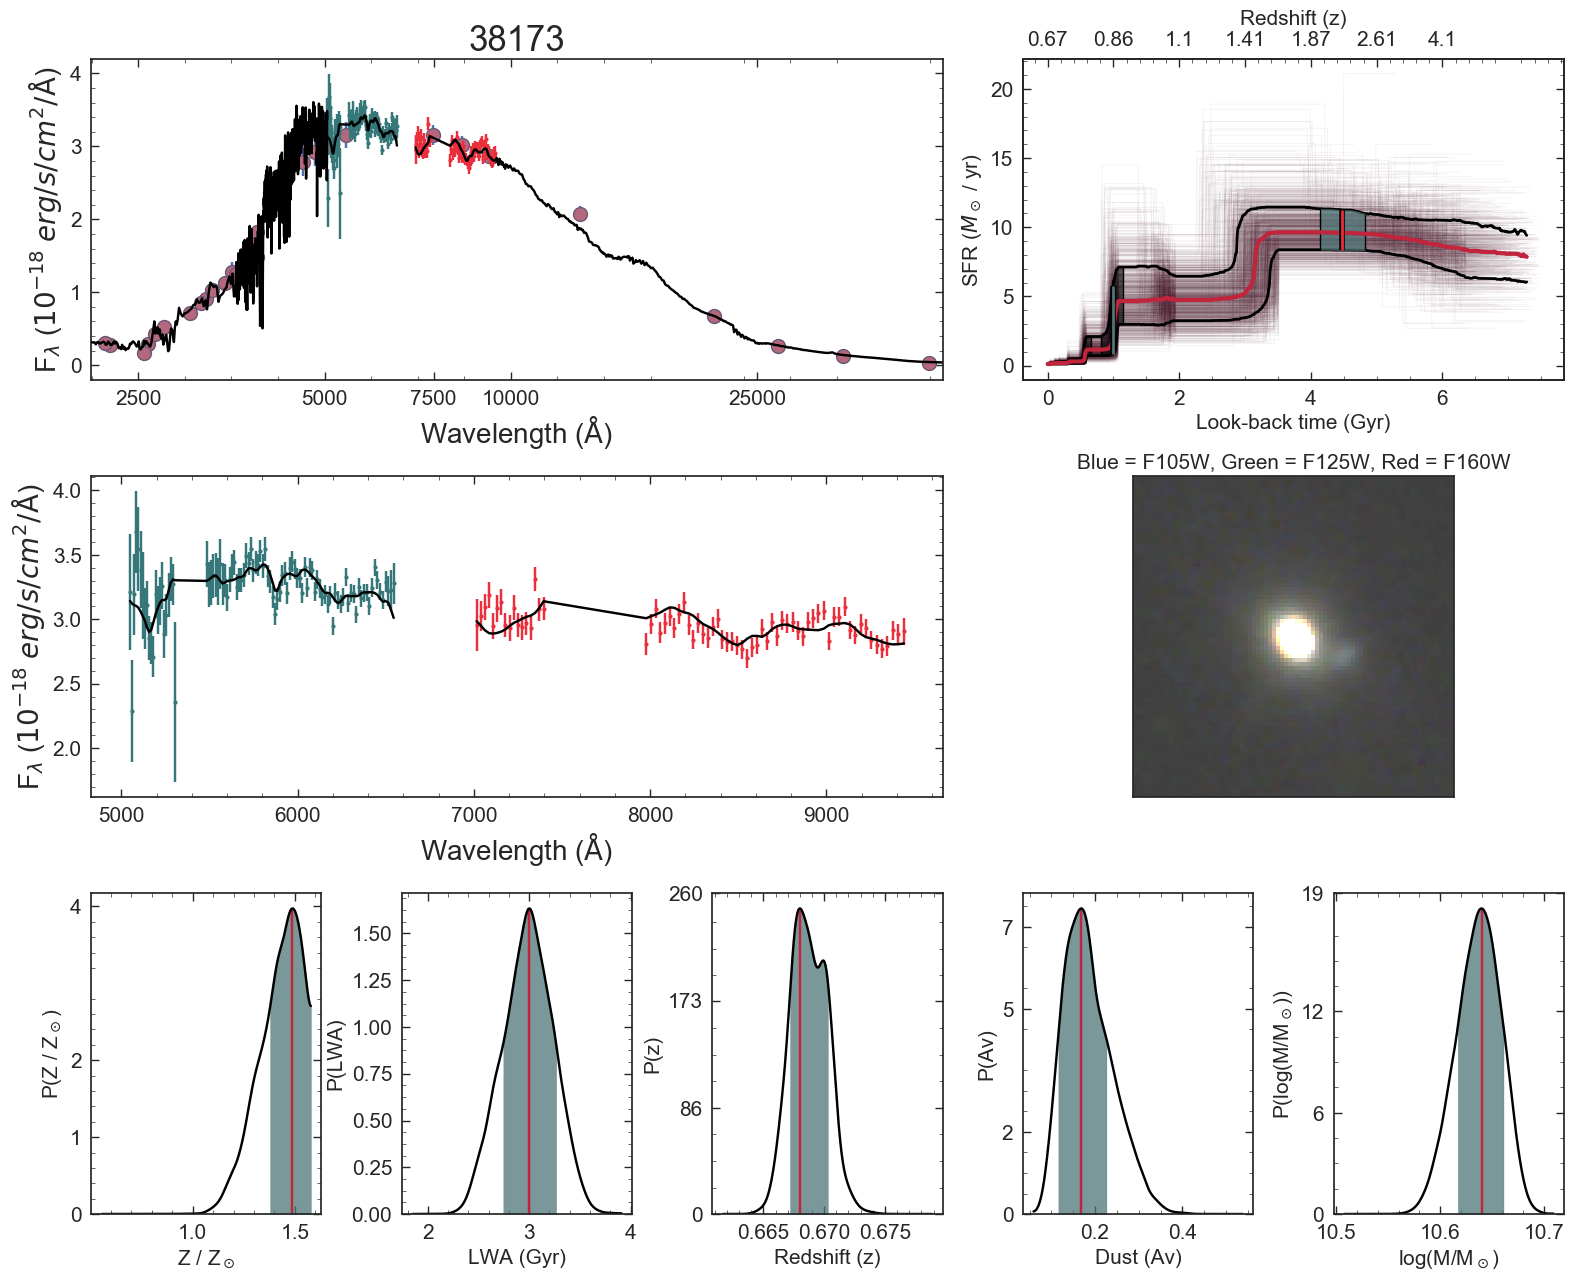 38173
F_λ (10^−18 erg/s/cm^2/Å)
4
3
2
1
0
2500 5000 7500 10000 25000
Wavelength (Å)
Redshift (z)
0.67 0.86 1.1 1.41 1.87 2.61 4.1
SFR (M_⊙ / yr)
20
15
10
5
0
0 2 4 6
Look-back time (Gyr)
F_λ (10^−18 erg/s/cm^2/Å)
4.0
3.5
3.0
2.5
2.0
5000 6000 7000 8000 9000
Wavelength (Å)
Blue = F105W, Green = F125W, Red = F160W
P(Z / Z_⊙)
4
2
1
0
1.0 1.5
Z / Z_⊙
P(LWA)
1.50
1.25
1.00
0.75
0.50
0.25
0.00
2 3 4
LWA (Gyr)
P(z)
260
173
86
0
0.665 0.670 0.675
Redshift (z)
P(Av)
7
5
2
0
0.2 0.4
Dust (Av)
P(log(M/M_⊙))
19
12
6
0
10.5 10.6 10.7
log(M/M_⊙)